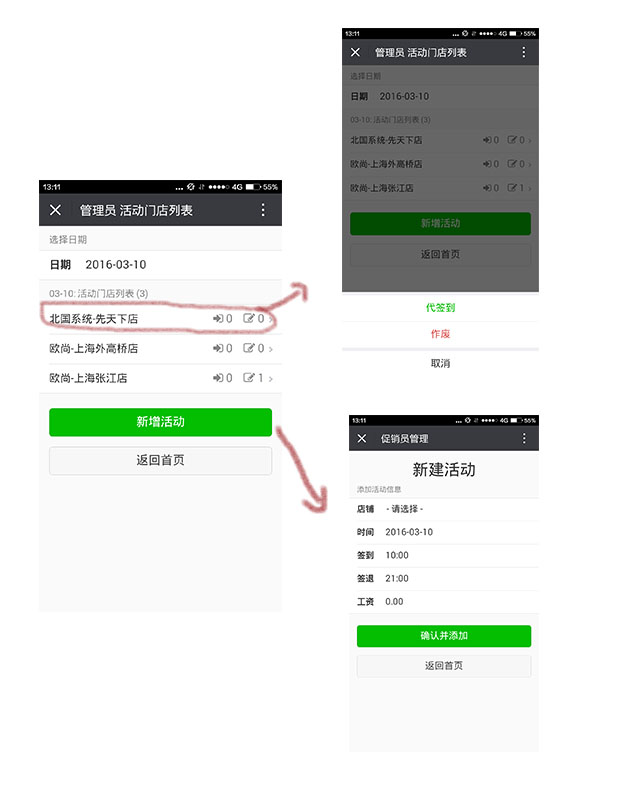 13:11 4G 55%
管理员 活动门店列表
选择日期
日期 2016-03-10
03-10: 活动门店列表 (3)
北国系统-先天下店 0 0
欧尚-上海外高桥店 0 0
欧尚-上海张江店 0 1
新增活动
返回首页
13:11 4G 55%
管理员 活动门店列表
选择日期
日期 2016-03-10
03-10: 活动门店列表 (3)
北国系统-先天下店 0 0
欧尚-上海外高桥店 0 0
欧尚-上海张江店 0 1
新增活动
返回首页
代签到
作废
取消
13:11 4G 55%
促销员管理
新建活动
添加活动信息
店铺 - 请选择 -
时间 2016-03-10
签到 10:00
签退 21:00
工资 0.00
确认并添加
返回首页